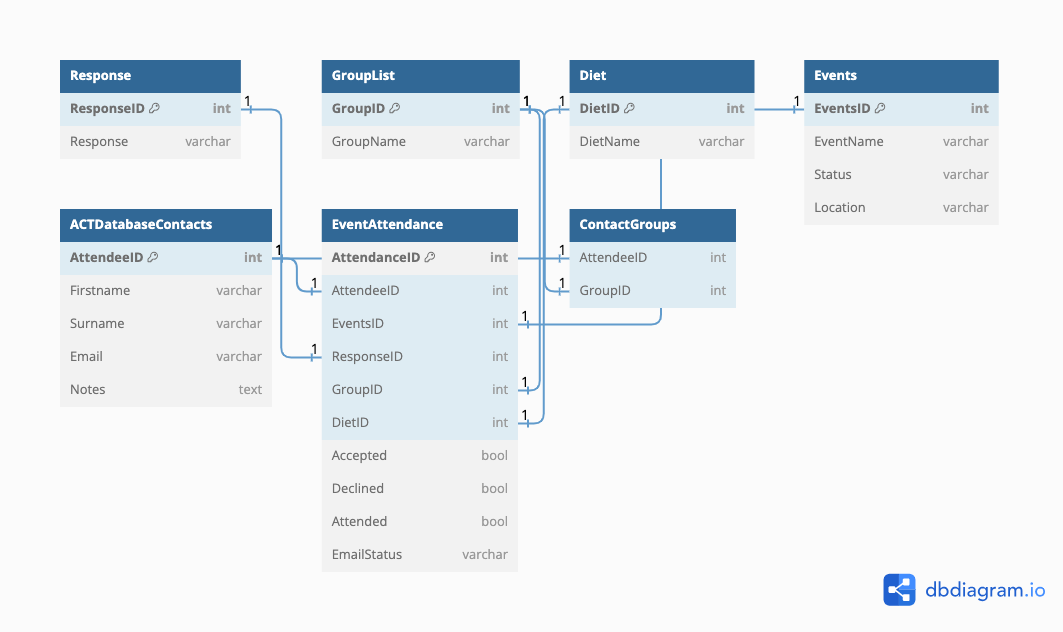 Response
ResponseID int
Response varchar
GroupList
GroupID int
GroupName varchar
Diet
DietID int
DietName varchar
Events
EventsID int
EventName varchar
Status varchar
Location varchar
ACTDatabaseContacts
AttendeeID int
Firstname varchar
Surname varchar
Email varchar
Notes text
EventAttendance
AttendanceID int
AttendeeID int
EventsID int
ResponseID int
GroupID int
DietID int
Accepted bool
Declined bool
Attended bool
EmailStatus varchar
ContactGroups
AttendeeID int
GroupID int
1
1
1
1
1
1
1
1
1
1
1
1
dbdiagram.io